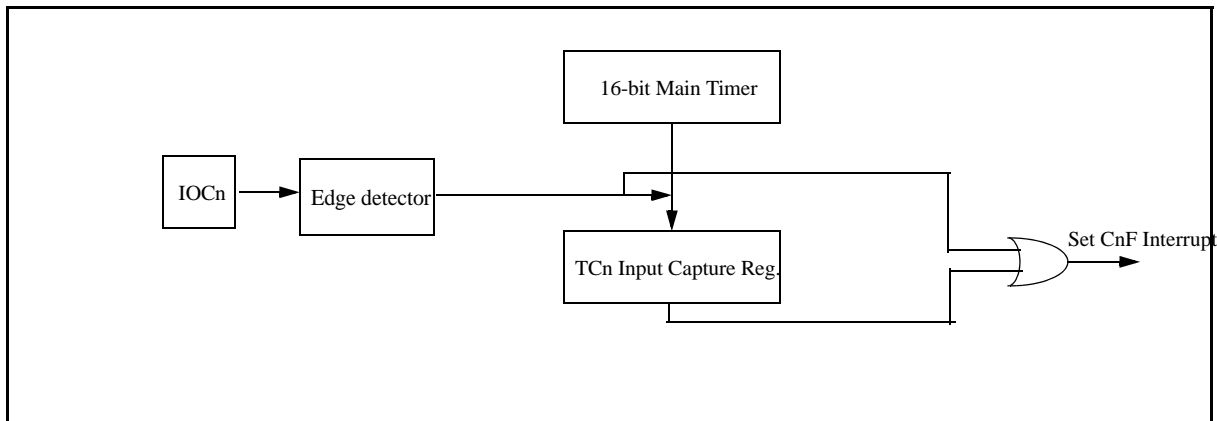 16-bit Main Timer
IOCn
Edge detector
TCn Input Capture Reg.
Set CnF Interrupt